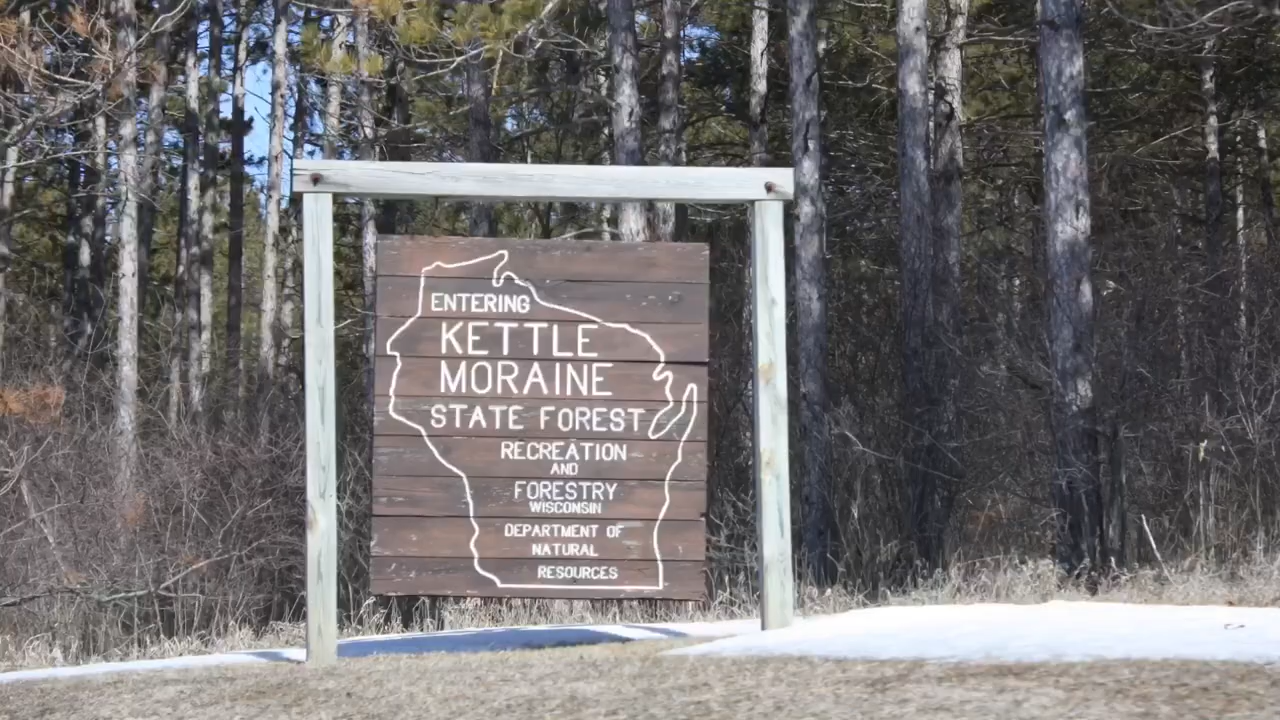 ENTERING
KETTLE
MORAINE
STATE FOREST
RECREATION
AND
FORESTRY
WISCONSIN
DEPARTMENT OF
NATURAL
RESOURCES